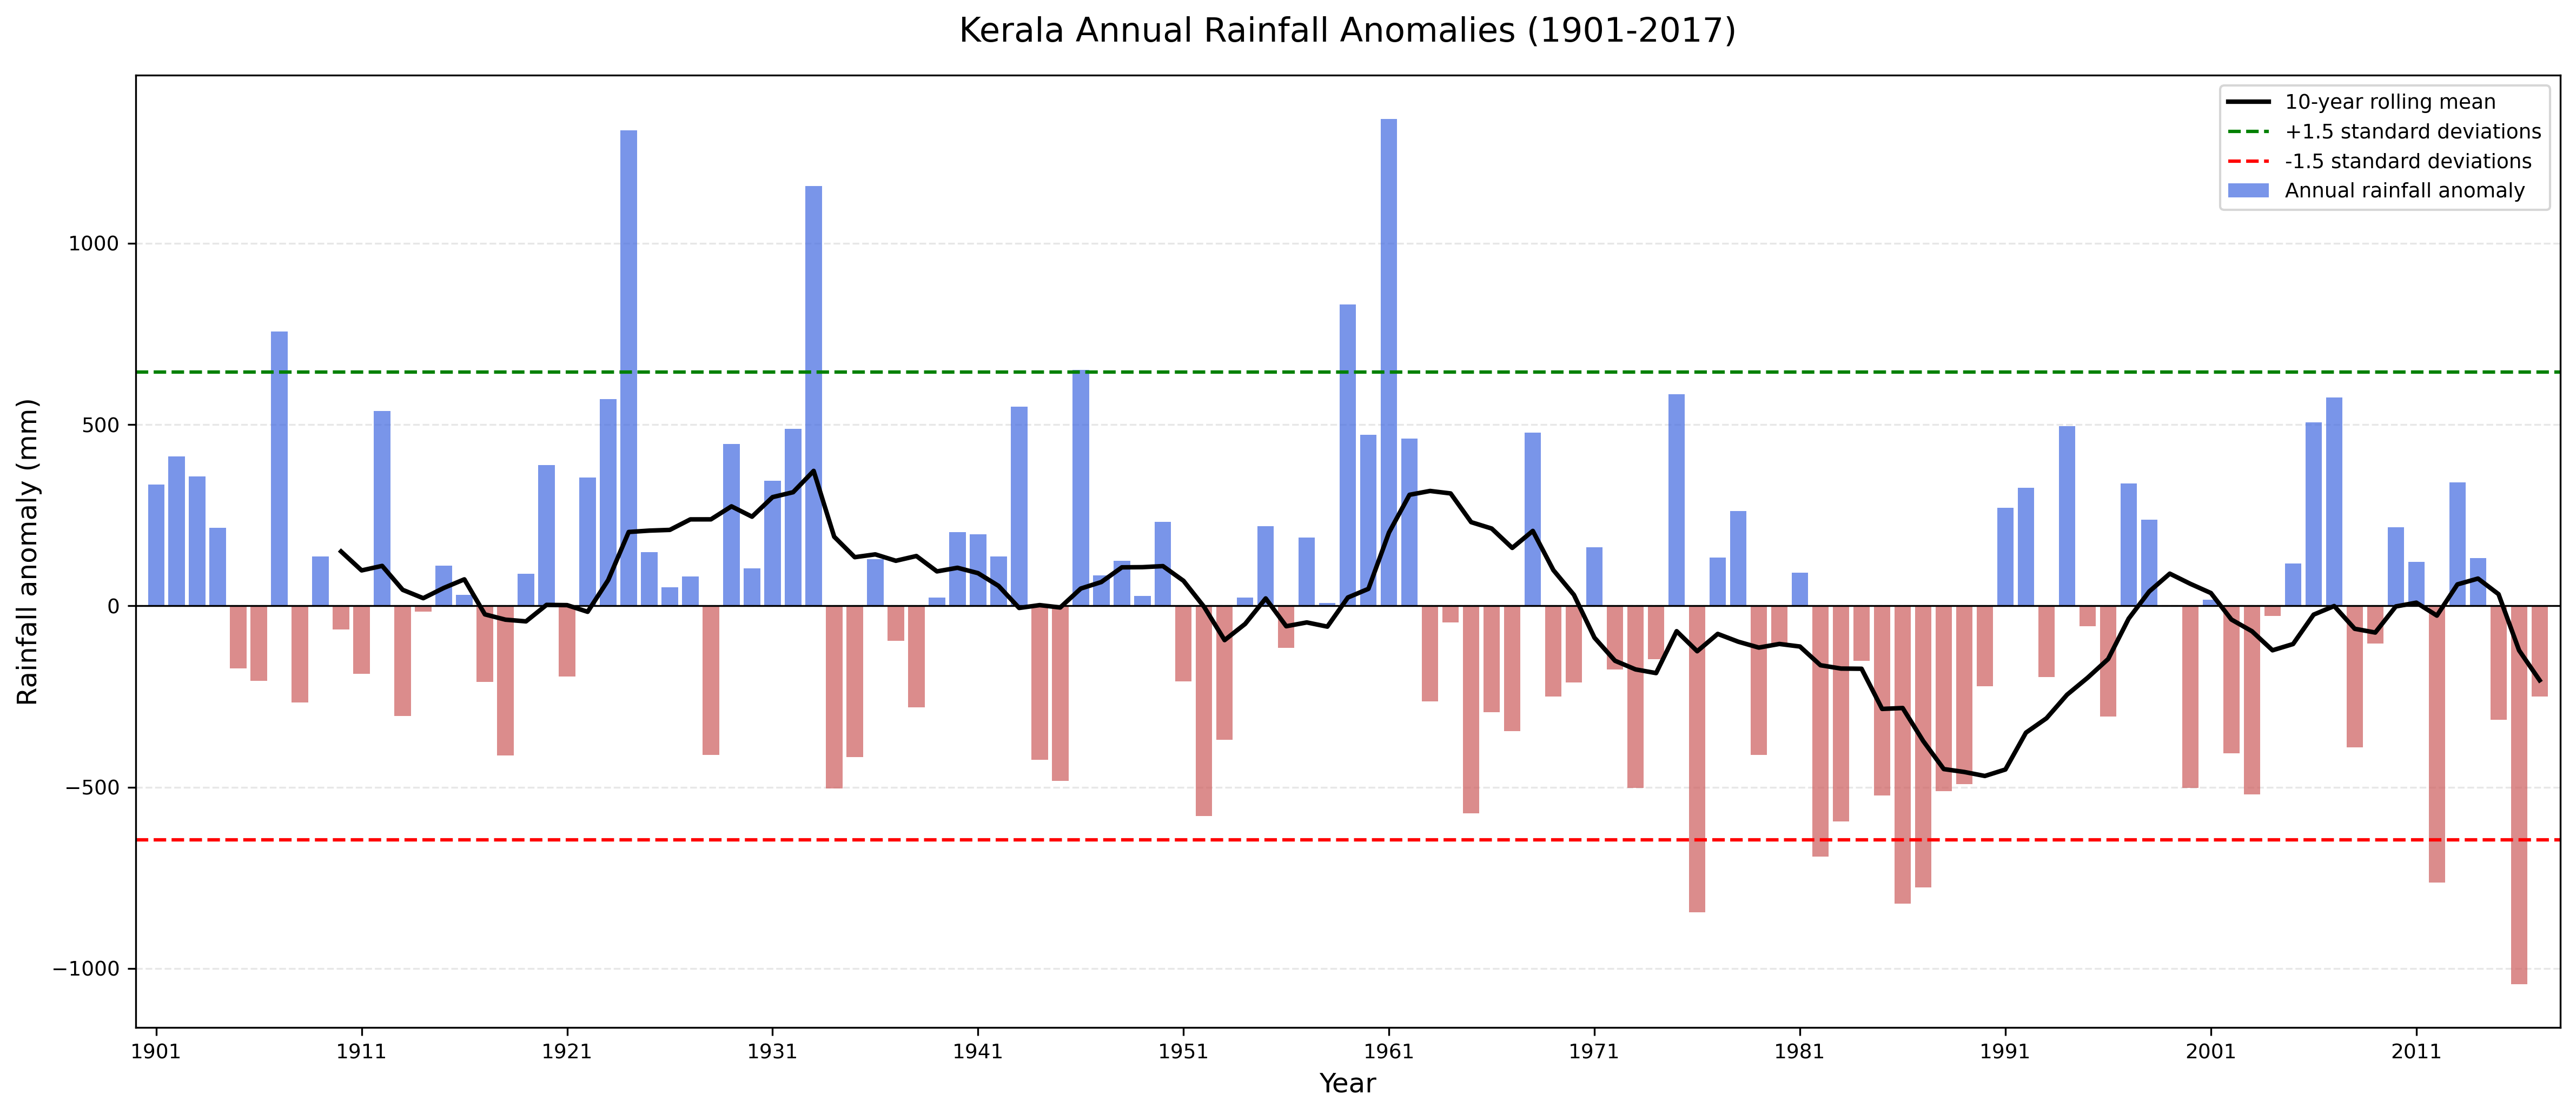 Kerala Annual Rainfall Anomalies (1901-2017)
10-year rolling mean
+1.5 standard deviations
-1.5 standard deviations
Annual rainfall anomaly
Rainfall anomaly (mm)
1000
500
0
−500
−1000
1901 1911 1921 1931 1941 1951 1961 1971 1981 1991 2001 2011
Year